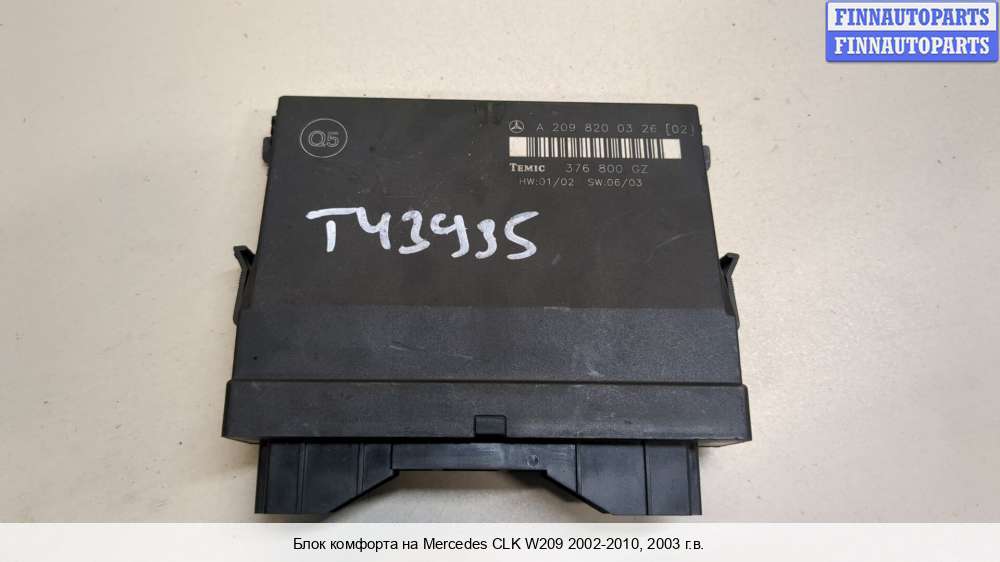 FINNAUTOPARTS
FINNAUTOPARTS
Q5
A 209 820 03 26 [02]
TEMIC 376 800 GZ
HW:01/02 SW:06/03
T43935
Блок комфорта на Mercedes CLK W209 2002-2010, 2003 г.в.